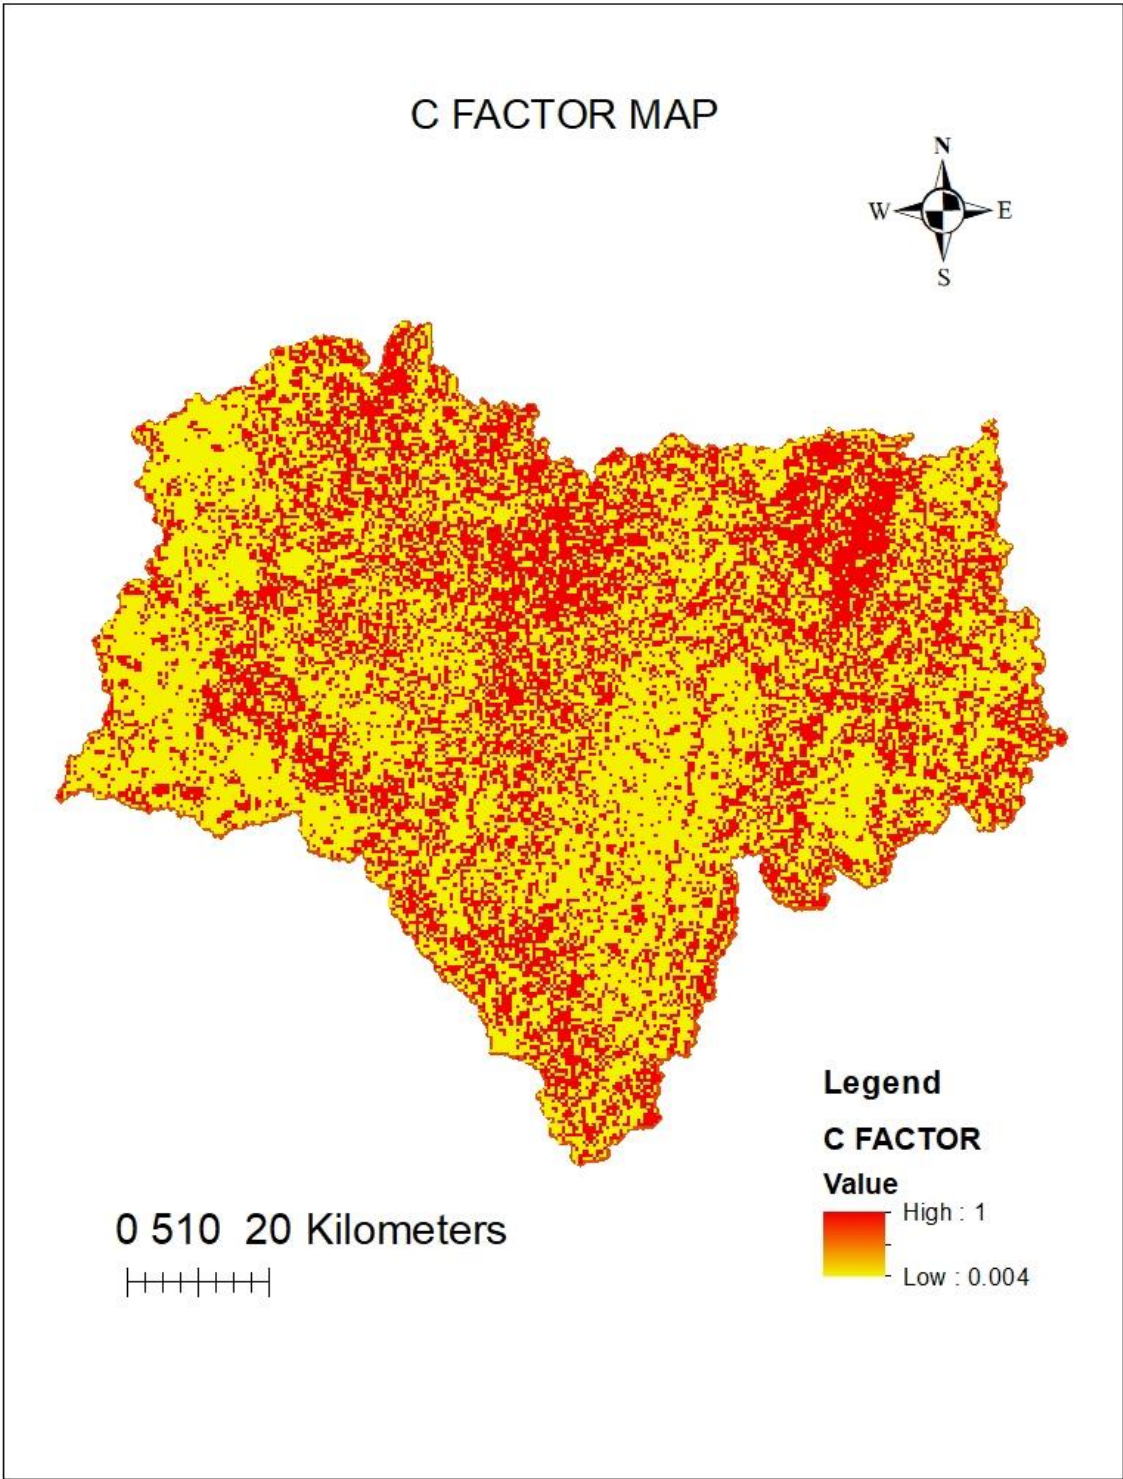 C FACTOR MAP
N
W E
S
Legend
C FACTOR
Value
High : 1
Low : 0.004
0 510 20 Kilometers